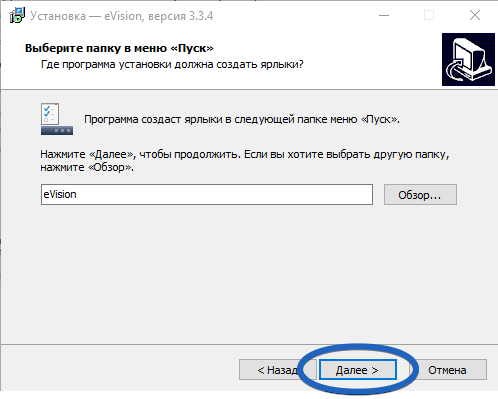 Установка — eVision, версия 3.3.4
Выберите папку в меню «Пуск»
Где программа установки должна создать ярлыки?
Программа создаст ярлыки в следующей папке меню «Пуск».
Нажмите «Далее», чтобы продолжить. Если вы хотите выбрать другую папку,
нажмите «Обзор».
eVision
Обзор...
< Назад
Далее >
Отмена